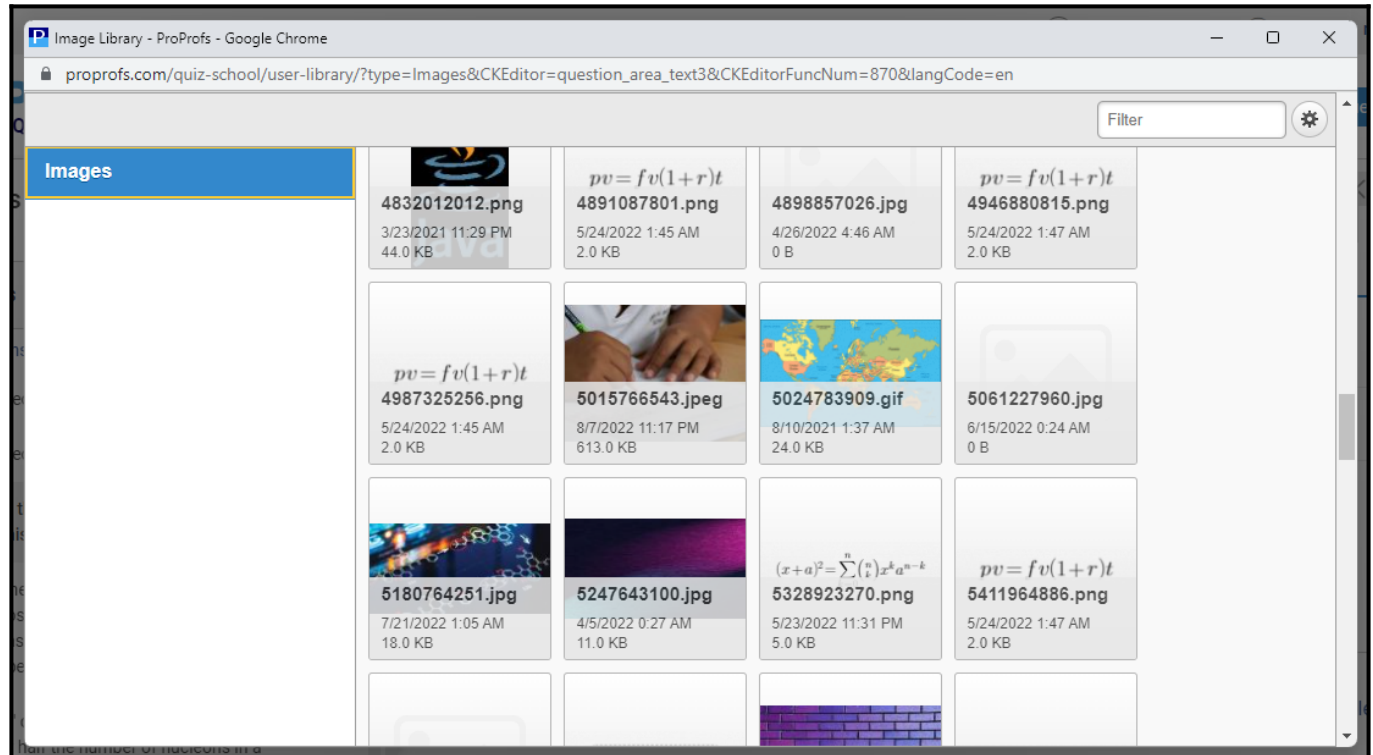 Image Library - ProProfs - Google Chrome
proprofs.com/quiz-school/user-library/?type=Images&CKEditor=question_area_text3&CKEditorFuncNum=870&langCode=en
Filter
Images
pv = fv(1+r)t
pv = fv(1+r)t
4832012012.png
4891087801.png
4898857026.jpg
4946880815.png
3/23/2021 11:29 PM
5/24/2022 1:45 AM
4/26/2022 4:46 AM
5/24/2022 1:47 AM
44.0 KB
2.0 KB
0 B
2.0 KB
Java
pv = fv(1+r)t
4987325256.png
5015766543.jpeg
5024783909.gif
5061227960.jpg
5/24/2022 1:45 AM
8/7/2022 11:17 PM
8/10/2021 1:37 AM
6/15/2022 0:24 AM
2.0 KB
613.0 KB
24.0 KB
0 B
(x+a)²=∑(n k)xᵏaⁿ⁻ᵏ
pv = fv(1+r)t
5180764251.jpg
5247643100.jpg
5328923270.png
5411964886.png
7/21/2022 1:05 AM
4/5/2022 0:27 AM
5/23/2022 11:31 PM
5/24/2022 1:47 AM
18.0 KB
11.0 KB
5.0 KB
2.0 KB